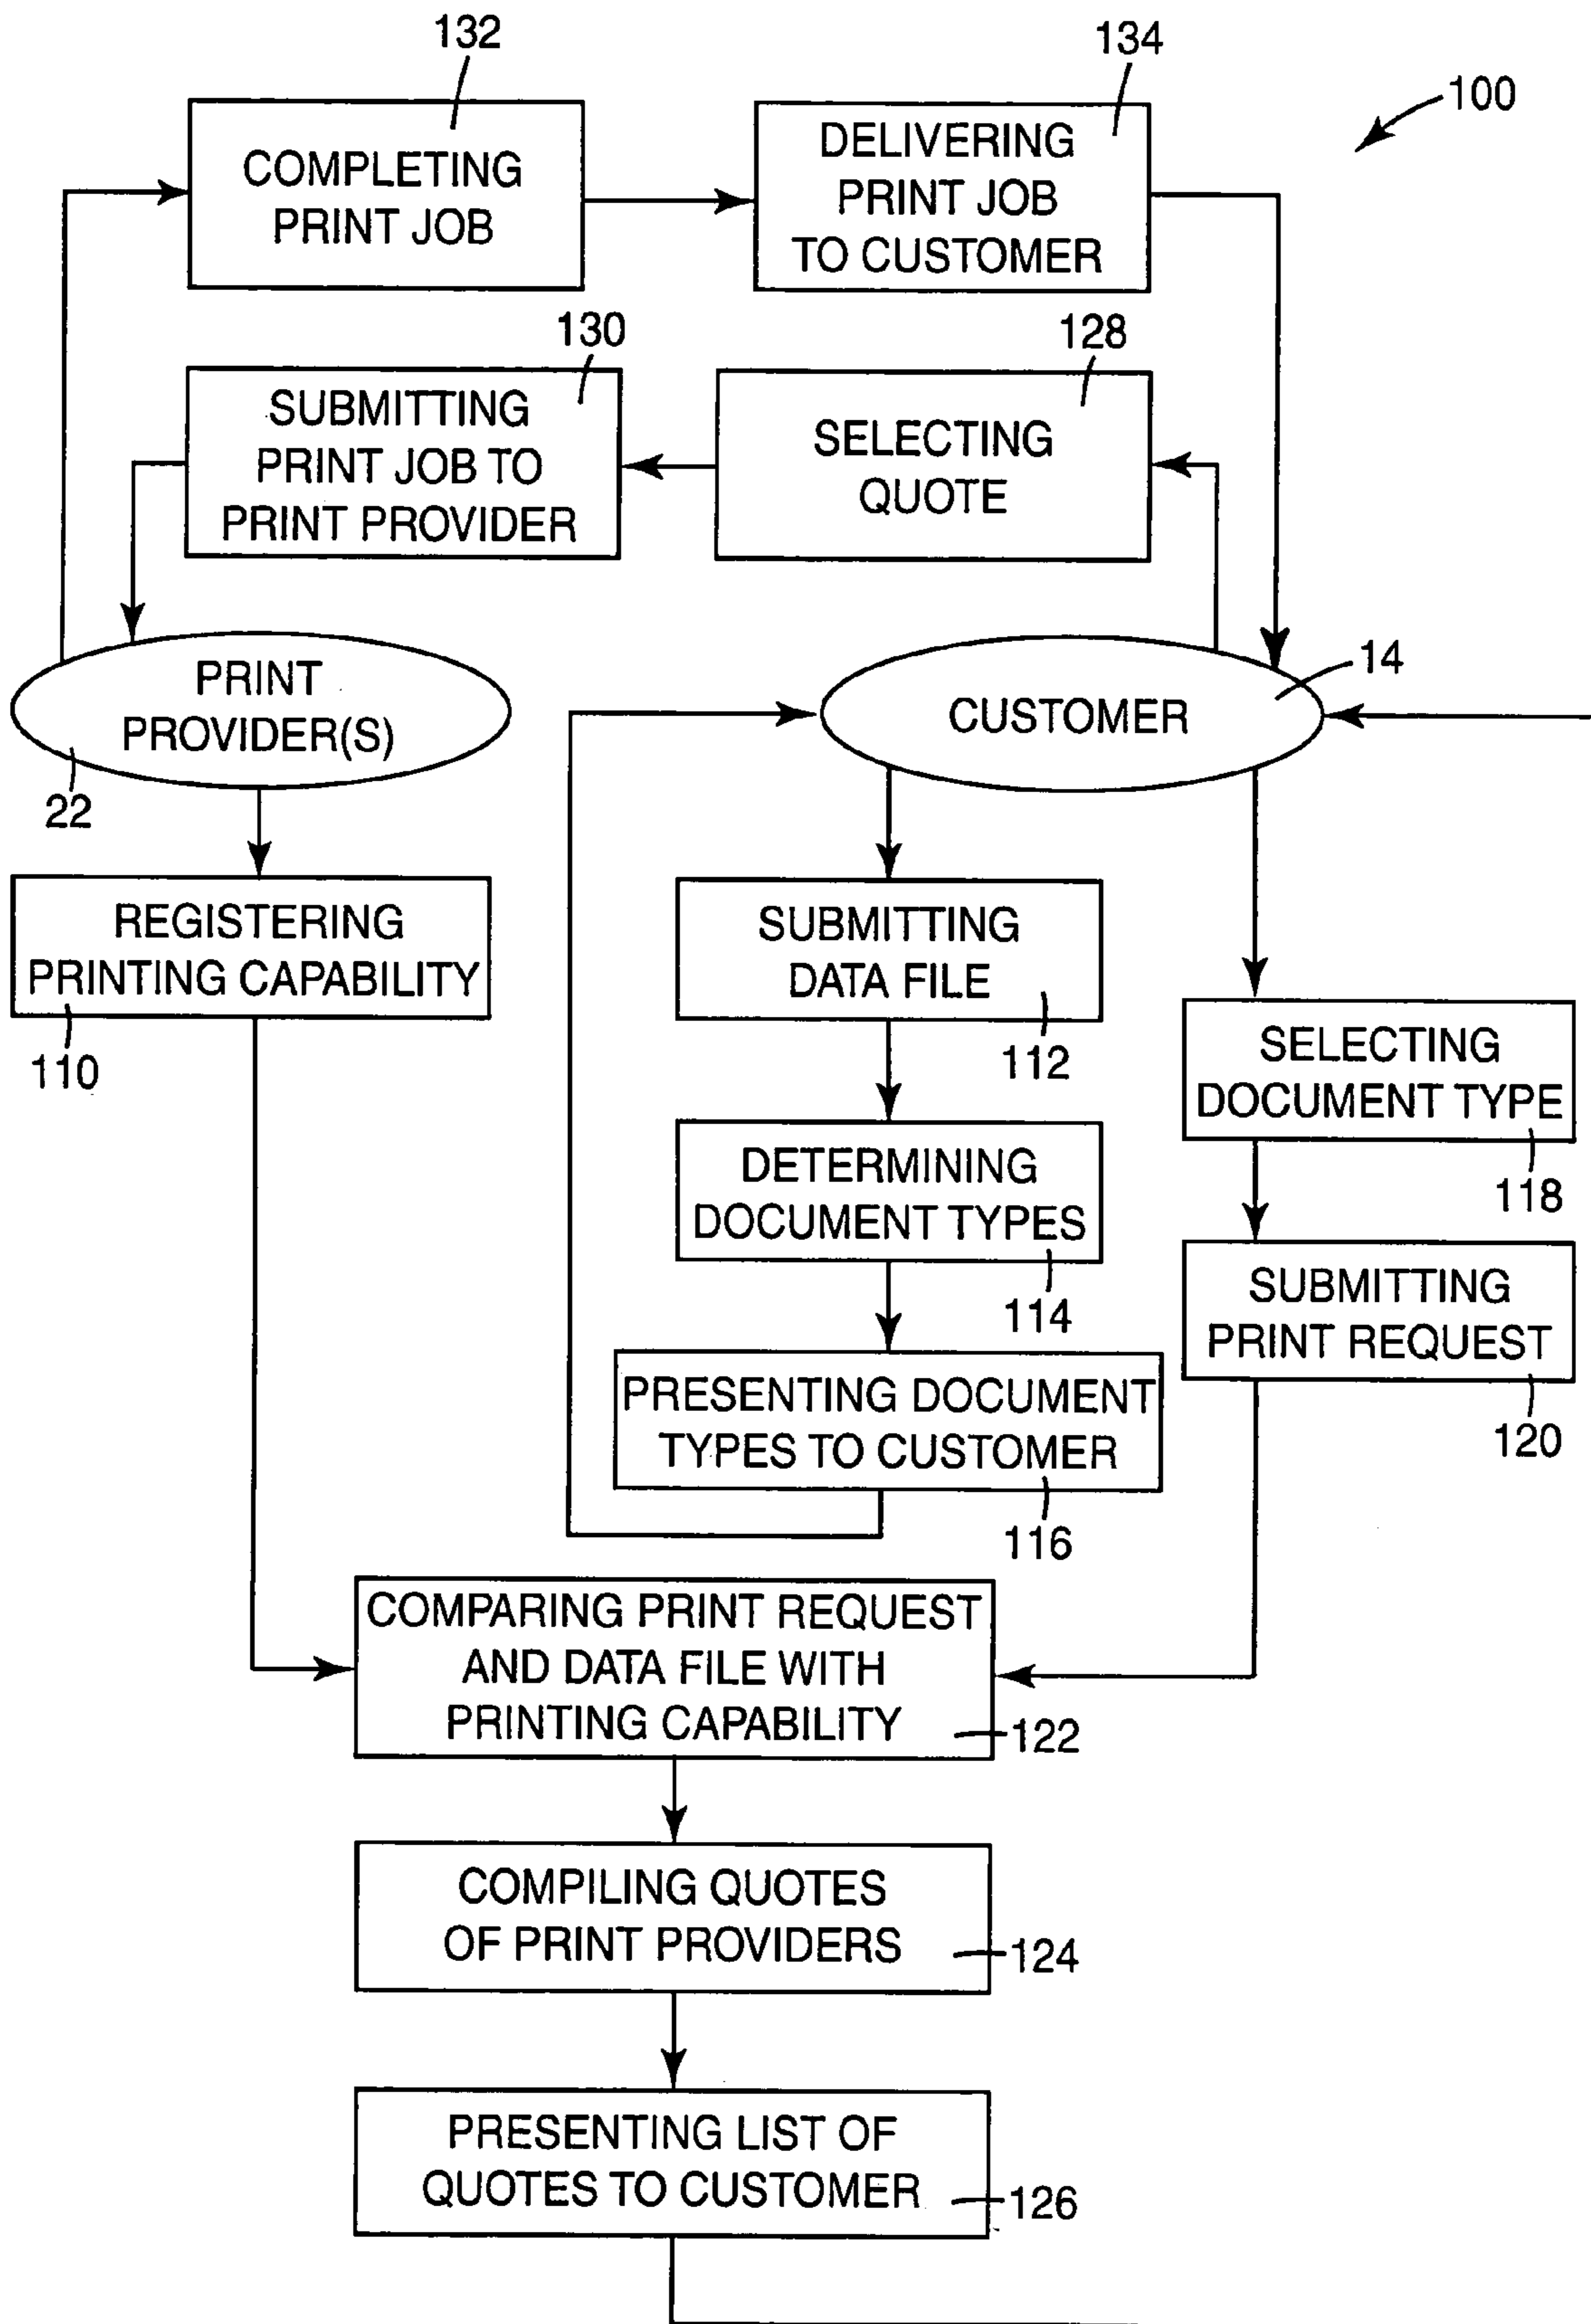 132
134
100
COMPLETING
PRINT JOB
DELIVERING
PRINT JOB
TO CUSTOMER
130
128
SUBMITTING
PRINT JOB TO
PRINT PROVIDER
SELECTING
QUOTE
PRINT
PROVIDER(S)
22
CUSTOMER
14
REGISTERING
PRINTING CAPABILITY
110
SUBMITTING
DATA FILE
112
SELECTING
DOCUMENT TYPE
118
DETERMINING
DOCUMENT TYPES
114
SUBMITTING
PRINT REQUEST
120
PRESENTING DOCUMENT
TYPES TO CUSTOMER
116
COMPARING PRINT REQUEST
AND DATA FILE WITH
PRINTING CAPABILITY
122
COMPILING QUOTES
OF PRINT PROVIDERS
124
PRESENTING LIST OF
QUOTES TO CUSTOMER
126